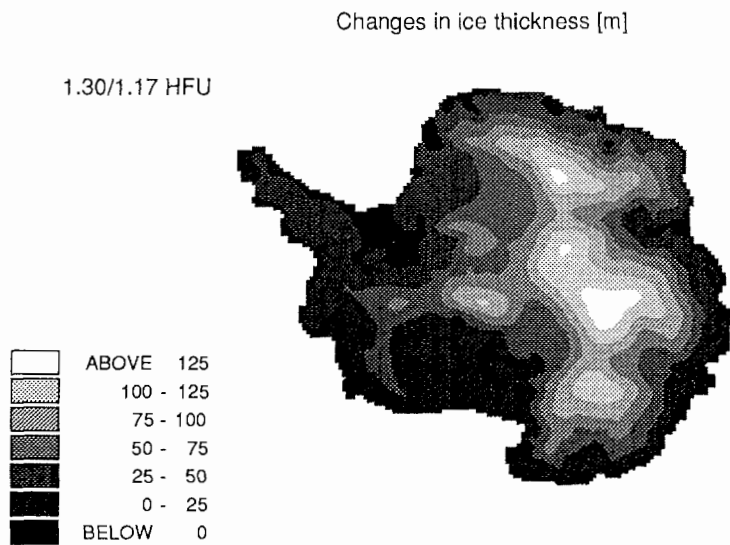 Changes in ice thickness [m]
1.30/1.17 HFU
ABOVE 125
100 - 125
75 - 100
50 - 75
25 - 50
0 - 25
BELOW 0